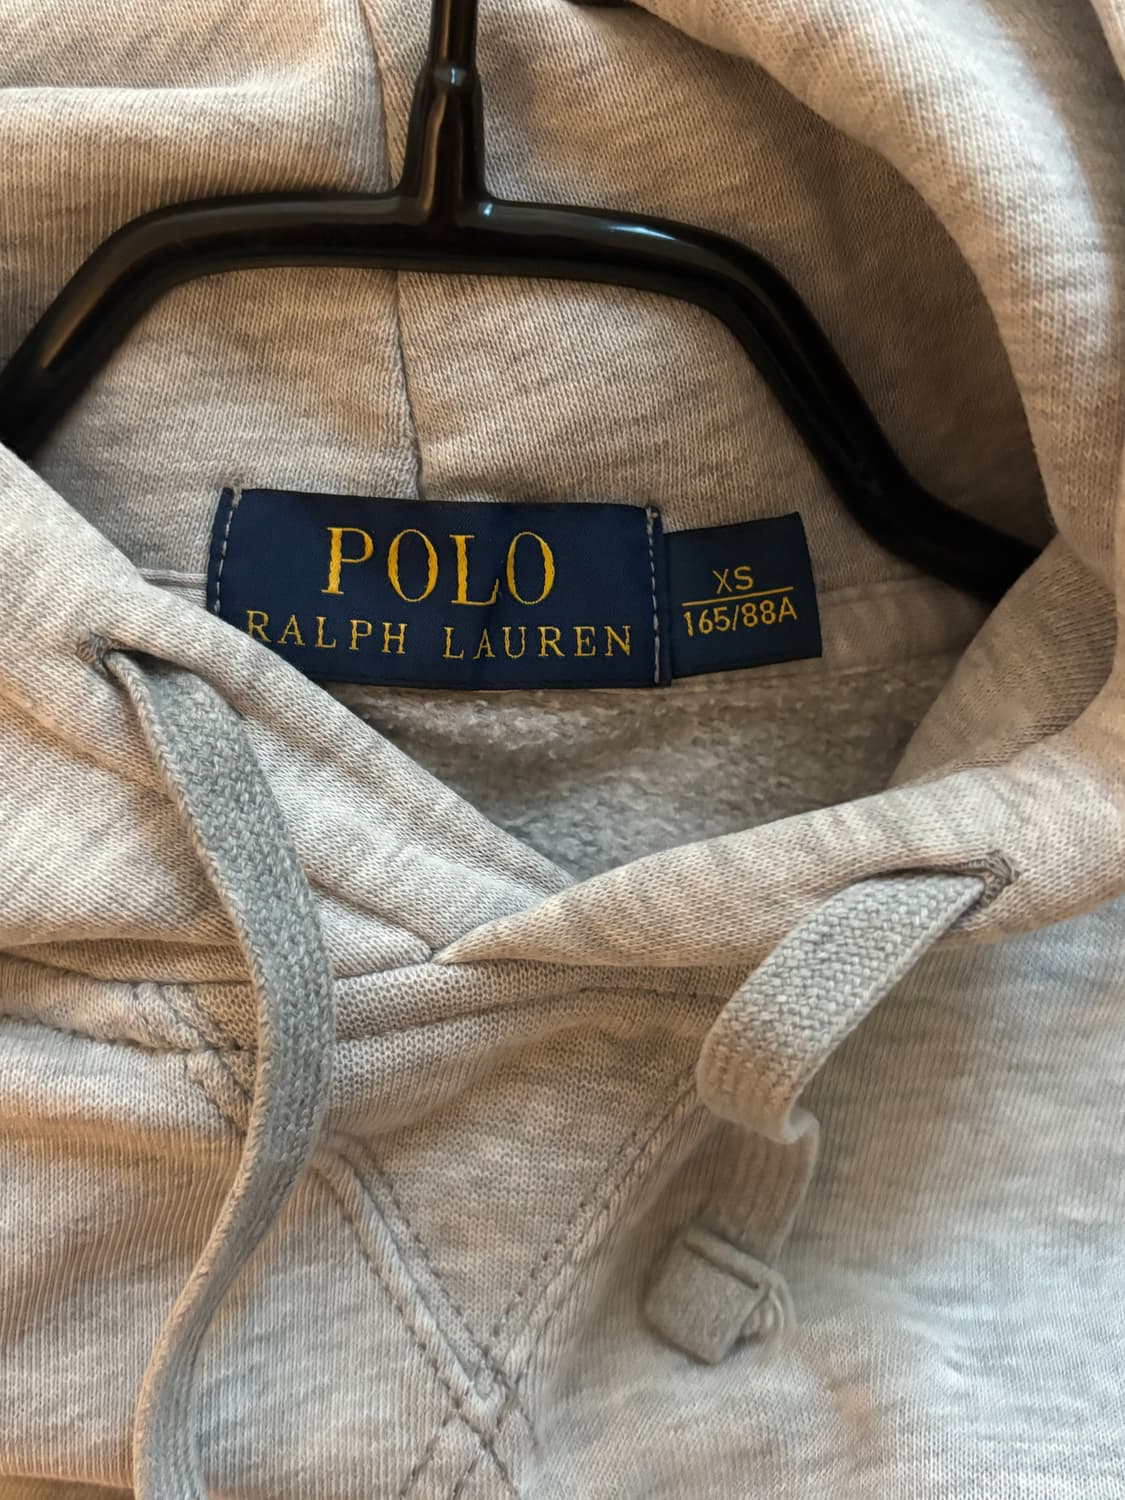 POLO
RALPH LAUREN
XS
165/88A